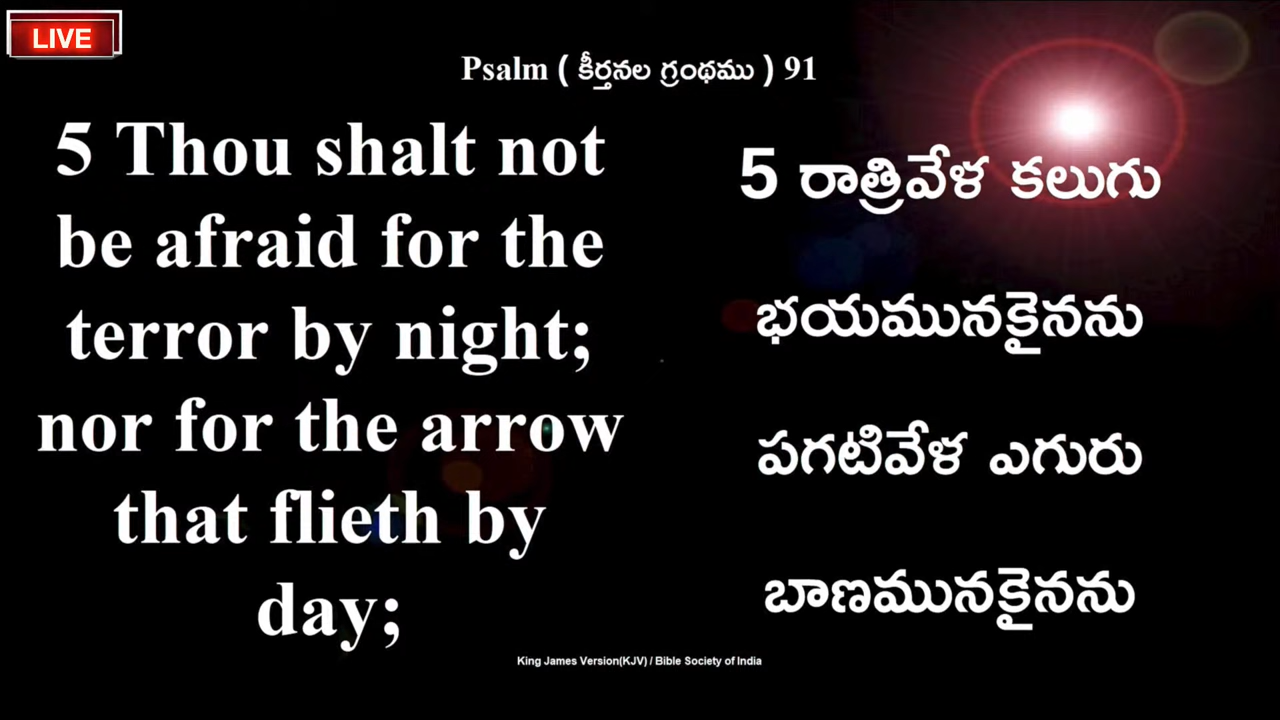 LIVE
Psalm ( కీర్తనల గ్రంథము ) 91
5 Thou shalt not
be afraid for the
terror by night;
nor for the arrow
that flieth by
day;
5 రాత్రివేళ కలుగు
భయమునకైనను
పగటివేళ ఎగురు
బాణమునకైనను
King James Version(KJV) / Bible Society of India